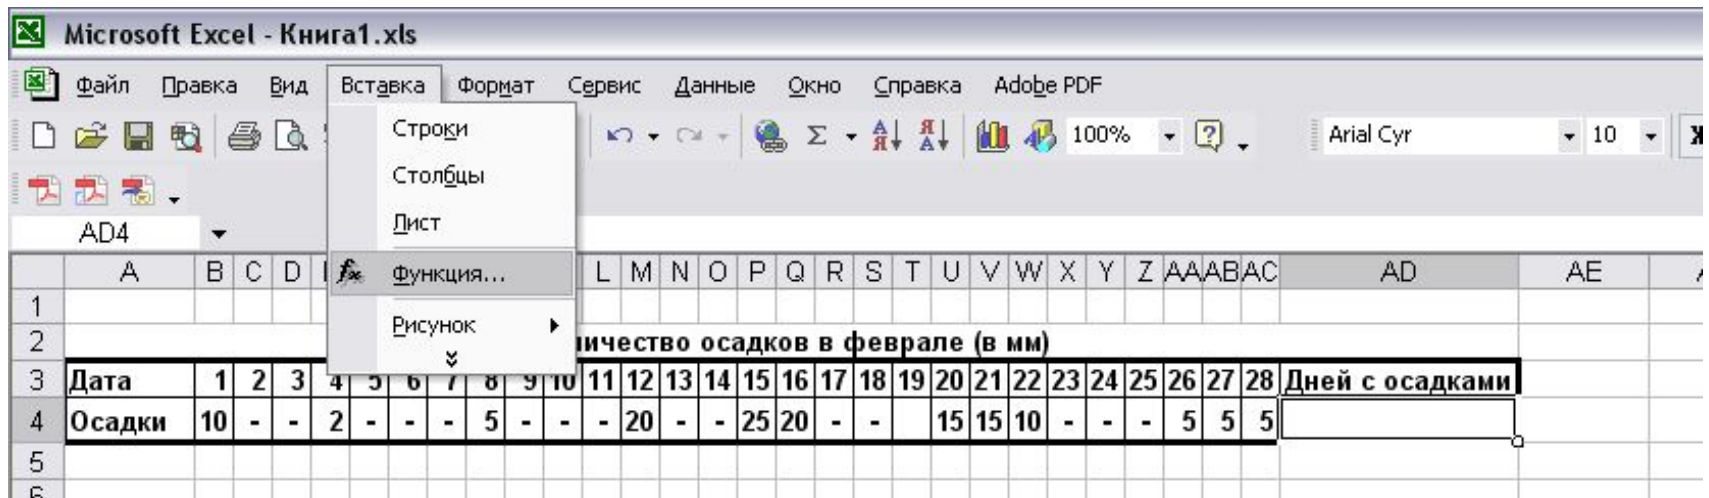 Microsoft Excel - Книга1.xls
Файл Правка Вид Вставка Формат Сервис Данные Окно Справка Adobe PDF
100% Arial Cyr 10 Ж
Строки
Столбцы
Лист
Функция...
Рисунок
AD4
A B C D L M N O P Q R S T U V W X Y Z AA AB AC AD AE
1
2 личество осадков в феврале (в мм)
3 Дата 1 2 3 4 5 6 7 8 9 10 11 12 13 14 15 16 17 18 19 20 21 22 23 24 25 26 27 28 Дней с осадками
4 Осадки 10 - - 2 - - - 5 - - - 20 - - 25 20 - - 15 15 10 - - - 5 5 5
5
6